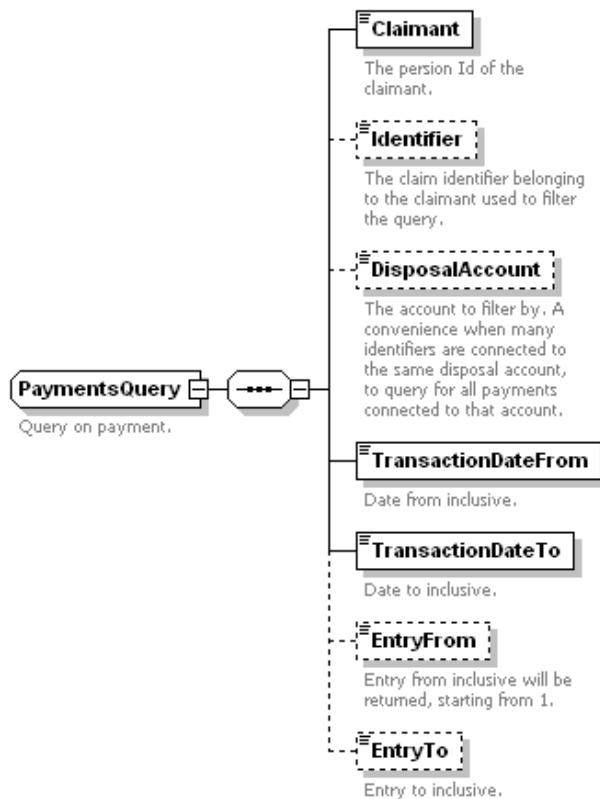 Claimant
The persion Id of the
claimant.
Identifier
The claim identifier belonging
to the claimant used to filter
the query.
DisposalAccount
The account to filter by. A
convenience when many
identifiers are connected to
the same disposal account,
to query for all payments
connected to that account.
PaymentsQuery
Query on payment.
TransactionDateFrom
Date from inclusive.
TransactionDateTo
Date to inclusive.
EntryFrom
Entry from inclusive will be
returned, starting from 1.
EntryTo
Entry to inclusive.